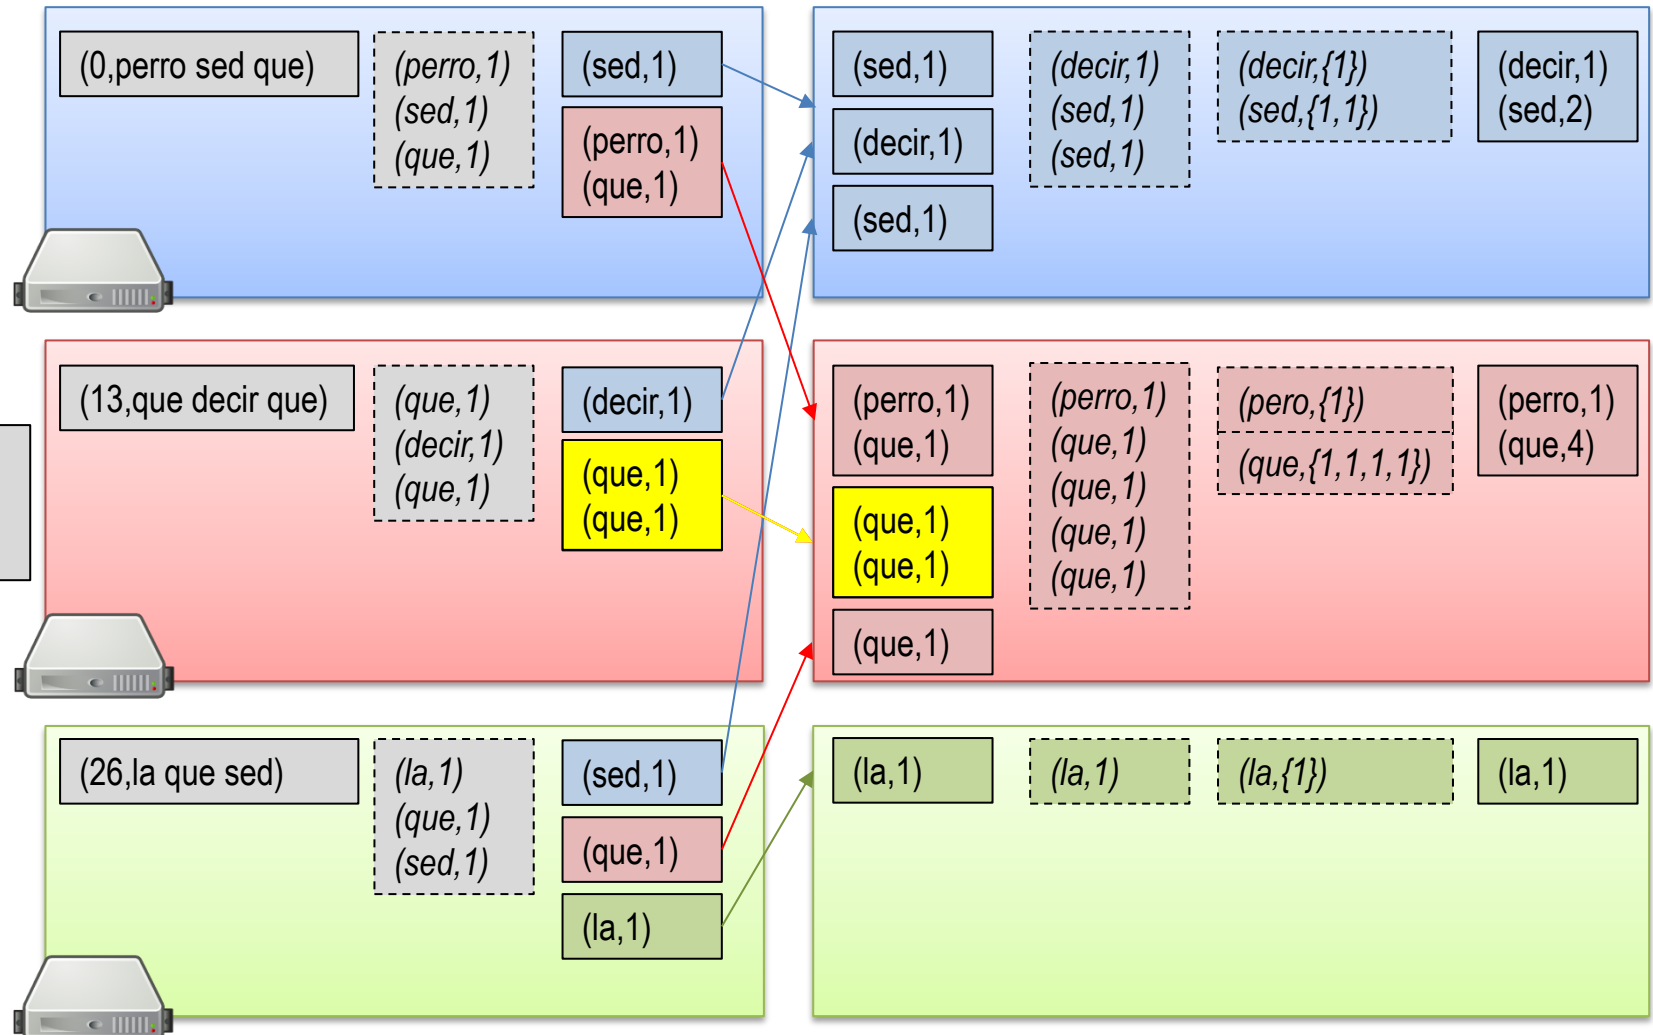 (0,perro sed que)
(perro,1)
(sed,1)
(que,1)
(sed,1)
(perro,1)
(que,1)
(sed,1)
(decir,1)
(sed,1)
(decir,1)
(sed,1)
(sed,1)
(decir,{1})
(sed,{1,1})
(decir,1)
(sed,2)
(13,que decir que)
(que,1)
(decir,1)
(que,1)
(decir,1)
(que,1)
(que,1)
(perro,1)
(que,1)
(que,1)
(que,1)
(que,1)
(perro,1)
(que,1)
(que,1)
(que,1)
(que,1)
(pero,{1})
(que,{1,1,1,1})
(perro,1)
(que,4)
(26,la que sed)
(la,1)
(que,1)
(sed,1)
(sed,1)
(que,1)
(la,1)
(la,1)
(la,1)
(la,{1})
(la,1)